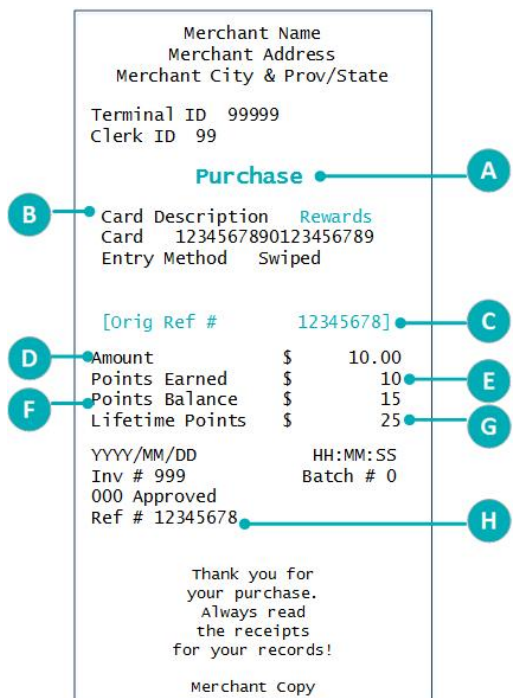 Merchant Name
Merchant Address
Merchant City & Prov/State
Terminal ID 99999
Clerk ID 99
Purchase A
B Card Description Rewards
Card 1234567890123456789
Entry Method Swiped
[Orig Ref # 12345678] C
D Amount $ 10.00
Points Earned $ 10 E
F Points Balance $ 15
Lifetime Points $ 25 G
YYYY/MM/DD HH:MM:SS
Inv # 999 Batch # 0
000 Approved
Ref # 12345678 H
Thank you for
your purchase.
Always read
the receipts
for your records!
Merchant Copy